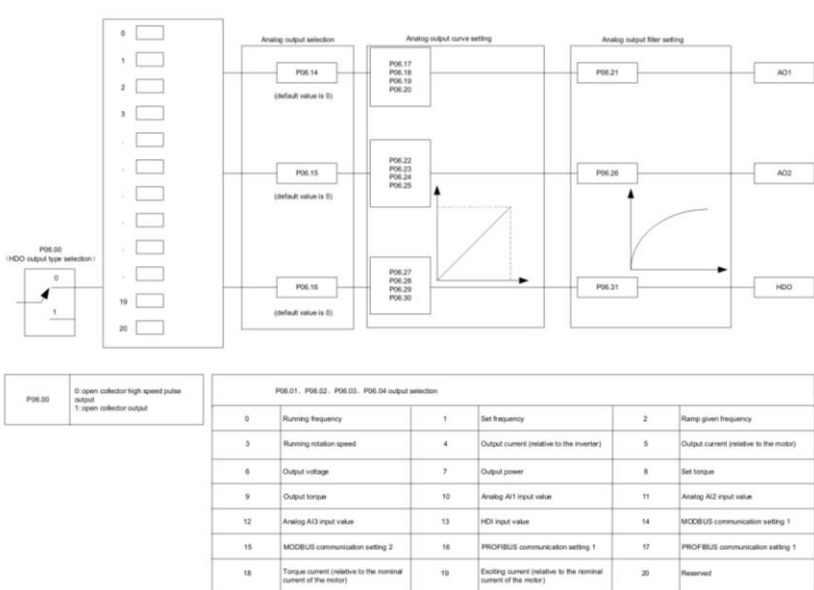 Analog output selection
Analog output curve setting
Analog output filter setting
0
1
2
3
.
.
.
.
.
.
19
20
P06.00
(HDO output type selection)
0
1
P06.14
(default value is 0)
P06.15
(default value is 0)
P06.16
(default value is 0)
P06.17
P06.18
P06.19
P06.20
P06.22
P06.23
P06.24
P06.25
P06.27
P06.28
P06.29
P06.30
P06.21
P06.26
P06.31
AO1
AO2
HDO
P06.00
0: open collector high speed pulse
output
1: open collector output
P06.01、P06.02、P06.03、P06.04 output selection
0 Running frequency 1 Set frequency 2 Ramp given frequency
3 Running rotation speed 4 Output current (relative to the inverter) 5 Output current (relative to the motor)
6 Output voltage 7 Output power 8 Set torque
9 Output torque 10 Analog AI1 input value 11 Analog AI2 input value
12 Analog AI3 input value 13 HDI input value 14 MODBUS communication setting 1
15 MODBUS communication setting 2 16 PROFIBUS communication setting 1 17 PROFIBUS communication setting 1
18 Torque current (relative to the nominal
current of the motor) 19 Exciting current (relative to the nominal
current of the motor) 20 Reserved